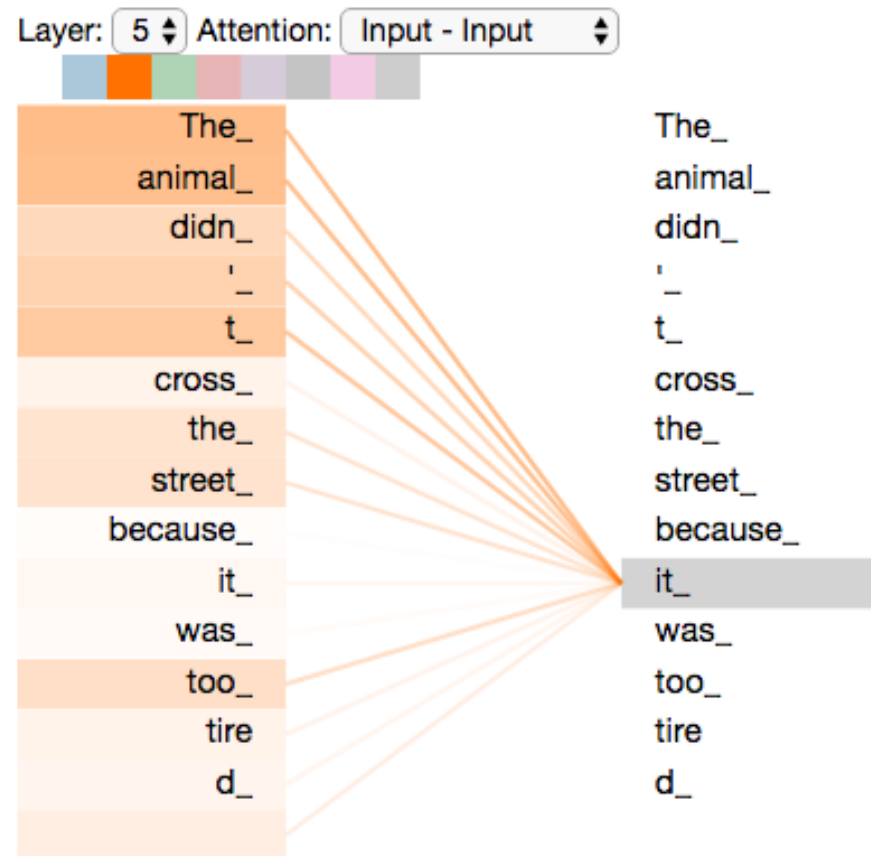 Layer: 5 Attention: Input - Input
The_ The_
animal_ animal_
didn_ didn_
'_ '_
t_ t_
cross_ cross_
the_ the_
street_ street_
because_ because_
it_ it_
was_ was_
too_ too_
tire tire
d_ d_